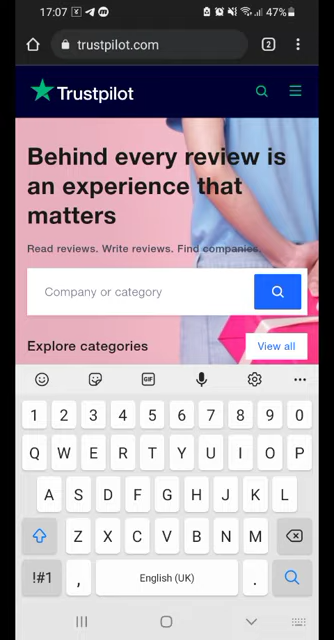 17:07 47%
trustpilot.com 2
Trustpilot
Behind every review is
an experience that
matters
Read reviews. Write reviews. Find companies.
Company or category
Explore categories View all
GIF
1 2 3 4 5 6 7 8 9 0
Q W E R T Y U I O P
A S D F G H J K L
Z X C V B N M
!#1 , English (UK) .